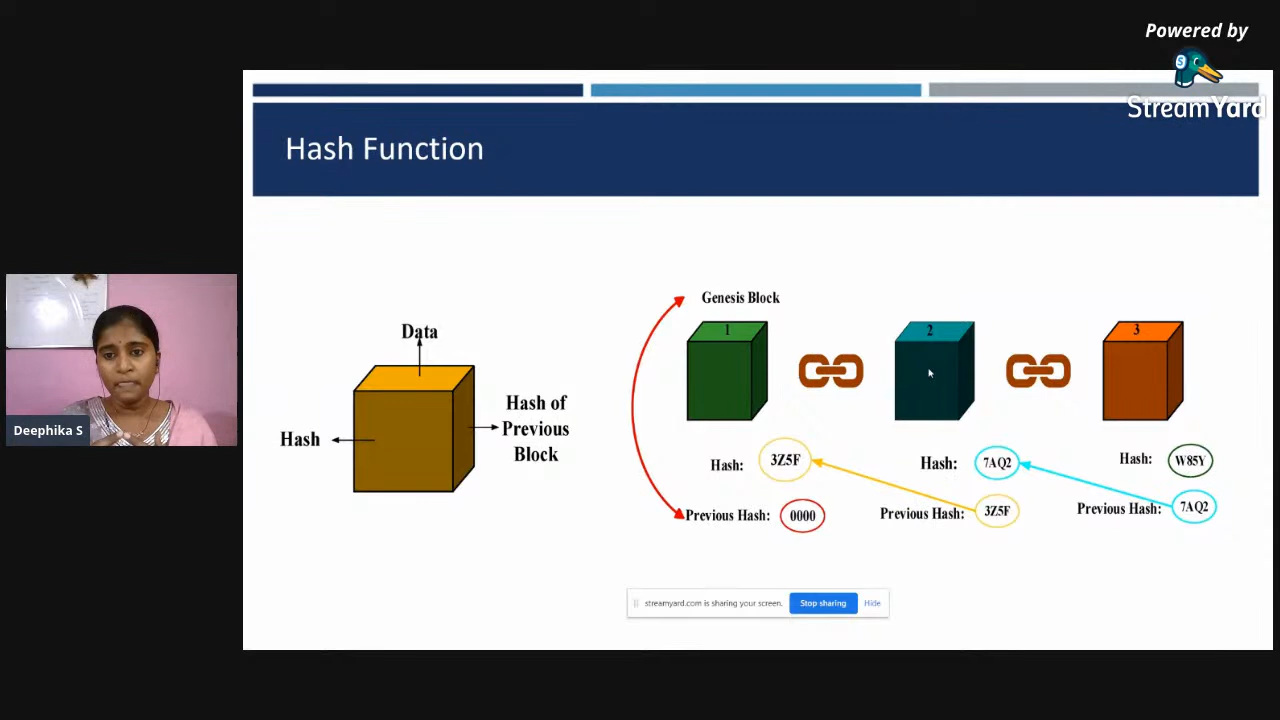 Powered by
StreamYard
Hash Function
Data
Hash
Hash of
Previous
Block
Genesis Block
1
2
3
Hash: 3Z5F
Previous Hash: 0000
Hash: 7AQ2
Previous Hash: 3Z5F
Hash: W85Y
Previous Hash: 7AQ2
Deephika S
streamyard.com is sharing your screen. Stop sharing Hide